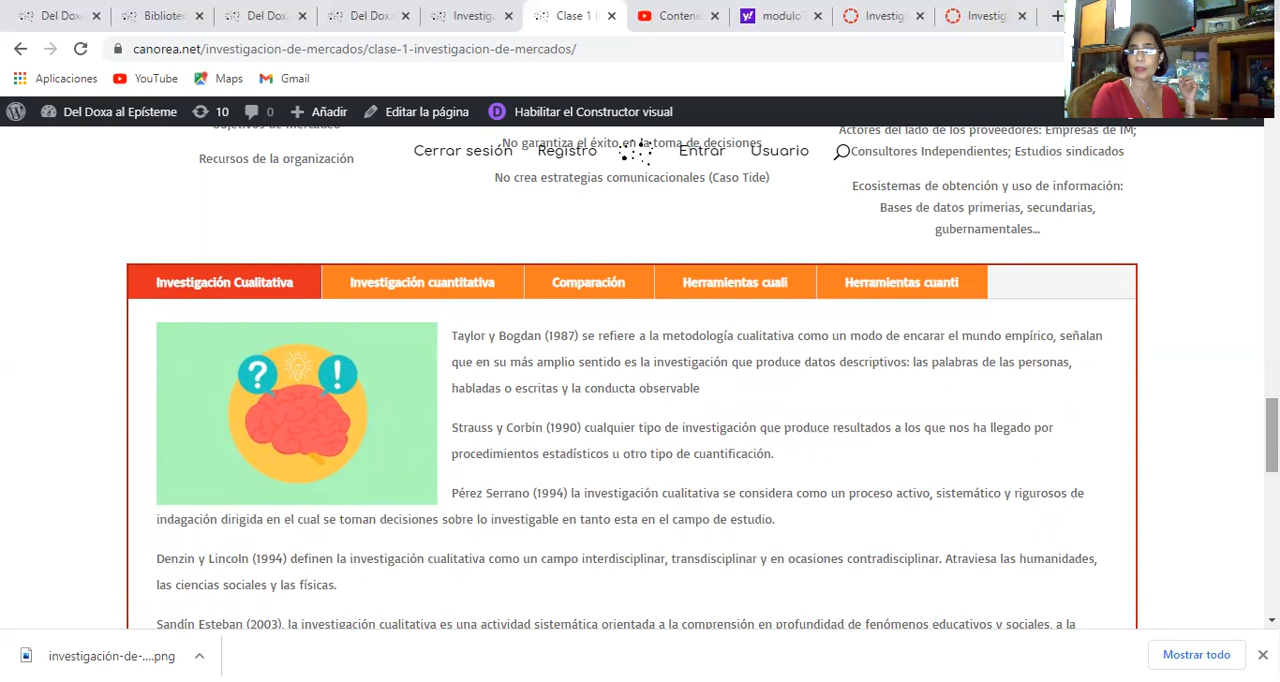 Del Doxa
Bibliotec
Del Doxa
Del Doxa
Investiga
Clase 1 I
Conteni
moduloT
Investig
Investig
canorea.net/investigacion-de-mercados/clase-1-investigacion-de-mercados/
Aplicaciones YouTube Maps Gmail
Del Doxa al Epísteme 10 0 Añadir Editar la página Habilitar el Constructor visual
Objetivos de mercadeo
Recursos de la organización
No garantiza el éxito en la toma de decisiones
No crea estrategias comunicacionales (Caso Tide)
Cerrar sesión Registro Entrar Usuario
Actores del lado de los proveedores: Empresas de IM;
Consultores Independientes; Estudios sindicados
Ecosistemas de obtención y uso de información:
Bases de datos primerias, secundarias,
gubernamentales…
Investigación Cualitativa Investigación cuantitativa Comparación Herramientas cuali Herramientas cuanti
? !
Taylor y Bogdan (1987) se refiere a la metodología cualitativa como un modo de encarar el mundo empírico, señalan
que en su más amplio sentido es la investigación que produce datos descriptivos: las palabras de las personas,
habladas o escritas y la conducta observable
Strauss y Corbin (1990) cualquier tipo de investigación que produce resultados a los que nos ha llegado por
procedimientos estadísticos u otro tipo de cuantificación.
Pérez Serrano (1994) la investigación cualitativa se considera como un proceso activo, sistemático y rigurosos de
indagación dirigida en el cual se toman decisiones sobre lo investigable en tanto esta en el campo de estudio.
Denzin y Lincoln (1994) definen la investigación cualitativa como un campo interdisciplinar, transdisciplinar y en ocasiones contradisciplinar. Atraviesa las humanidades,
las ciencias sociales y las físicas.
Sandín Esteban (2003), la investigación cualitativa es una actividad sistemática orientada a la comprensión en profundidad de fenómenos educativos y sociales, a la
investigación-de-....png
Mostrar todo